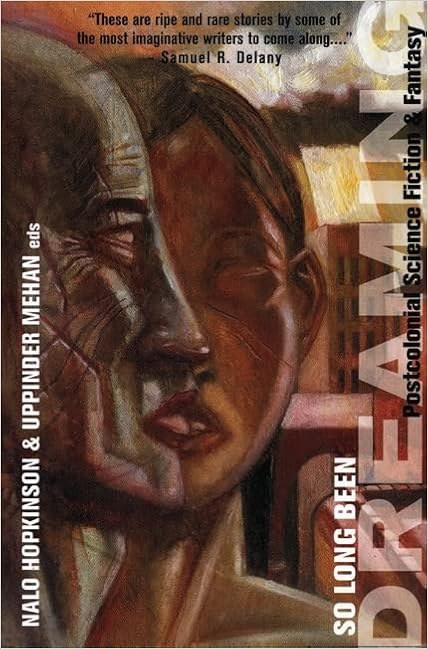 “These are ripe and rare stories by some of
the most imaginative writers to come along....”
- Samuel R. Delany
NALO HOPKINSON & UPPINDER MEHAN eds
SO LONG BEEN
DREAMING
Postcolonial Science Fiction & Fantasy